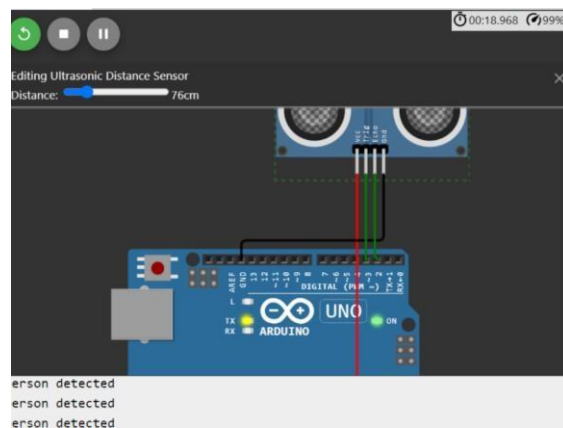 00:18.968 99%
Editing Ultrasonic Distance Sensor
Distance: 76cm
Vcc
Trig
Echo
Gnd
AREF
GND
13
12
~11
~10
~9
8
7
~6
~5
4
~3
2
TX→1
RX←0
DIGITAL (PWM ~)
L
TX
RX
ARDUINO
UNO
ON
erson detected
erson detected
erson detected